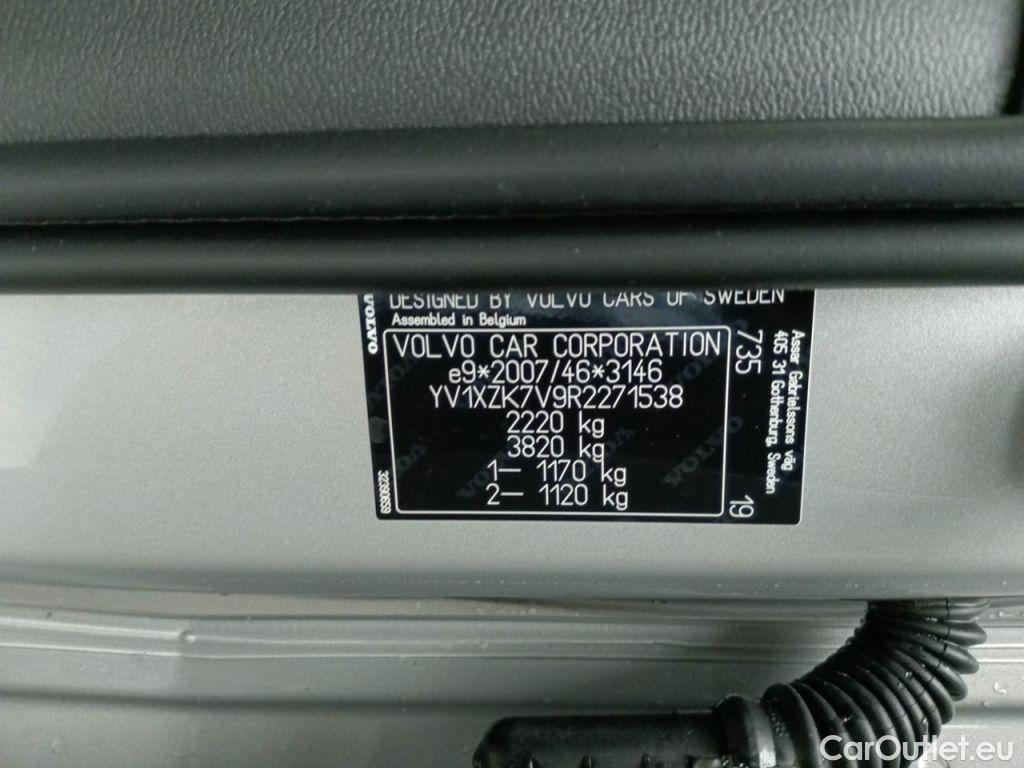 DESIGNED BY VOLVO CARS OF SWEDEN
Assembled in Belgium
VOLVO
VOLVO CAR CORPORATION
e9*2007/46*3146
YV1XZK7V9R2271538
2220 kg
3820 kg
1— 1170 kg
2— 1120 kg
735
19
Assar Gabrielssons väg
405 31 Gothenburg, Sweden
CarOutlet.eu